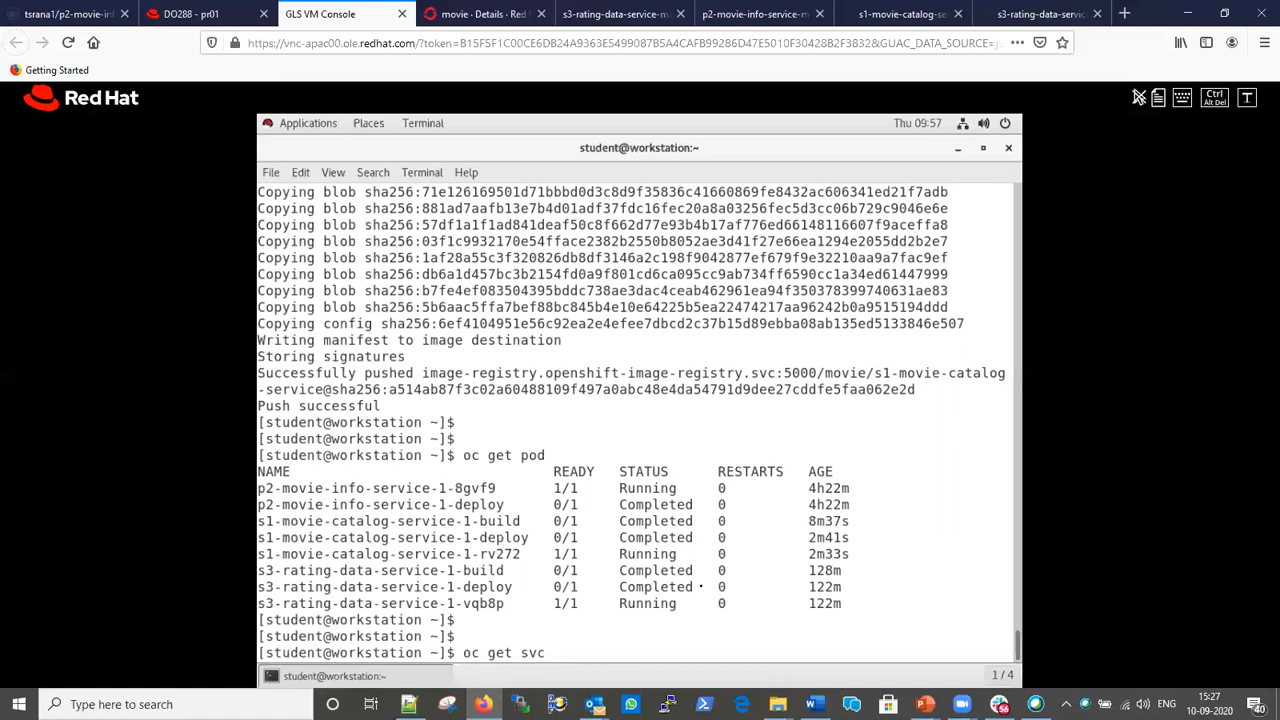 tsrana1/p2-movie-inf
DO288 - pr01
GLS VM Console
movie · Details · Red
s3-rating-data-service-m
p2-movie-info-service-m
s1-movie-catalog-se
s3-rating-data-servic
Getting Started
Red Hat
Ctrl
Alt Del
T
Applications Places Terminal Thu 09:57
student@workstation:~
File Edit View Search Terminal Help
Copying blob sha256:71e126169501d71bbbd0d3c8d9f35836c41660869fe8432ac606341ed21f7adb
Copying blob sha256:881ad7aafb13e7b4d01adf37fdc16fec20a8a03256fec5d3cc06b729c9046e6e
Copying blob sha256:57df1a1f1ad841deaf50c8f662d77e93b4b17af776ed66148116607f9aceffa8
Copying blob sha256:03f1c9932170e54fface2382b2550b8052ae3d41f27e66ea1294e2055dd2b2e7
Copying blob sha256:1af28a55c3f320826db8df3146a2c198f9042877ef679f9e32210aa9a7fac9ef
Copying blob sha256:db6a1d457bc3b2154fd0a9f801cd6ca095cc9ab734ff6590cc1a34ed61447999
Copying blob sha256:b7fe4ef083504395bddc738ae3dac4ceab462961ea94f350378399740631ae83
Copying blob sha256:5b6aac5ffa7bef88bc845b4e10e64225b5ea22474217aa96242b0a9515194ddd
Copying config sha256:6ef4104951e56c92ea2e4efee7dbcd2c37b15d89ebba08ab135ed5133846e507
Writing manifest to image destination
Storing signatures
Successfully pushed image-registry.openshift-image-registry.svc:5000/movie/s1-movie-catalog
-service@sha256:a514ab87f3c02a60488109f497a0abc48e4da54791d9dee27cddfe5faa062e2d
Push successful
[student@workstation ~]$
[student@workstation ~]$
[student@workstation ~]$ oc get pod
NAME READY STATUS RESTARTS AGE
p2-movie-info-service-1-8gvf9 1/1 Running 0 4h22m
p2-movie-info-service-1-deploy 0/1 Completed 0 4h22m
s1-movie-catalog-service-1-build 0/1 Completed 0 8m37s
s1-movie-catalog-service-1-deploy 0/1 Completed 0 2m41s
s1-movie-catalog-service-1-rv272 1/1 Running 0 2m33s
s3-rating-data-service-1-build 0/1 Completed 0 128m
s3-rating-data-service-1-deploy 0/1 Completed 0 122m
s3-rating-data-service-1-vqb8p 1/1 Running 0 122m
[student@workstation ~]$
[student@workstation ~]$
[student@workstation ~]$ oc get svc
student@workstation:~
1 / 4
Type here to search
ENG
15:27
10-09-2020
40